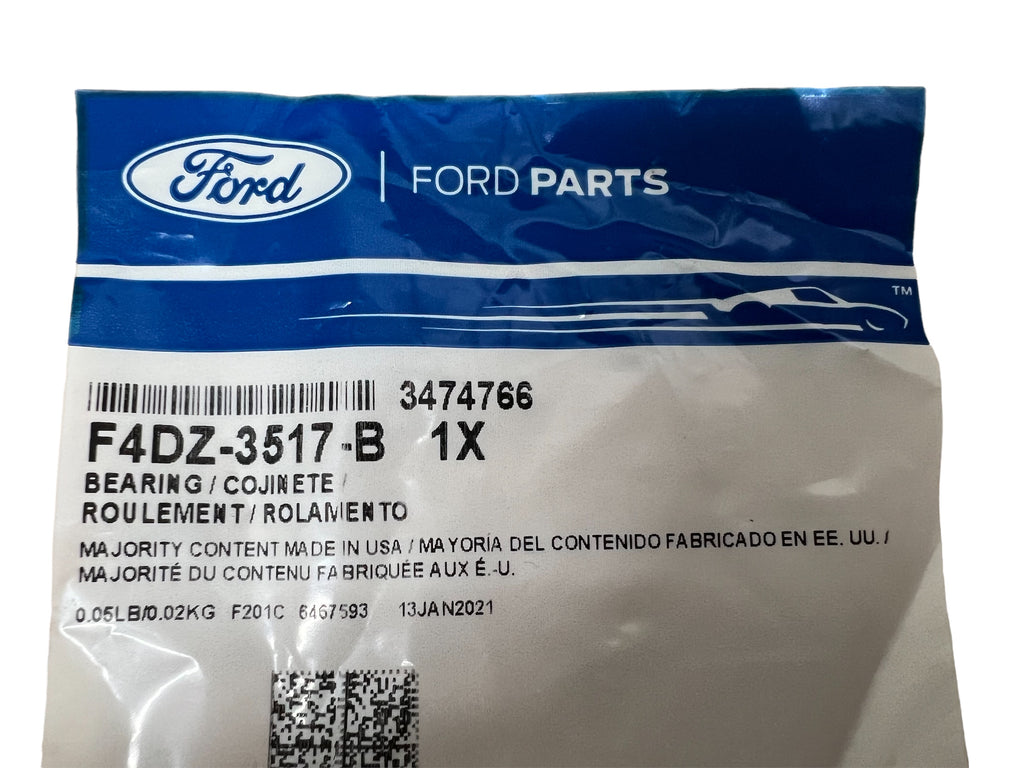 Ford | FORD PARTS
TM
3474766
F4DZ-3517-B 1X
BEARING / COJINETE /
ROULEMENT / ROLAMENTO
MAJORITY CONTENT MADE IN USA / MAYORÍA DEL CONTENIDO FABRICADO EN EE. UU. /
MAJORITÉ DU CONTENU FABRIQUÉE AUX É.-U.
0.05LB/0.02KG F201C 6467593 13JAN2021